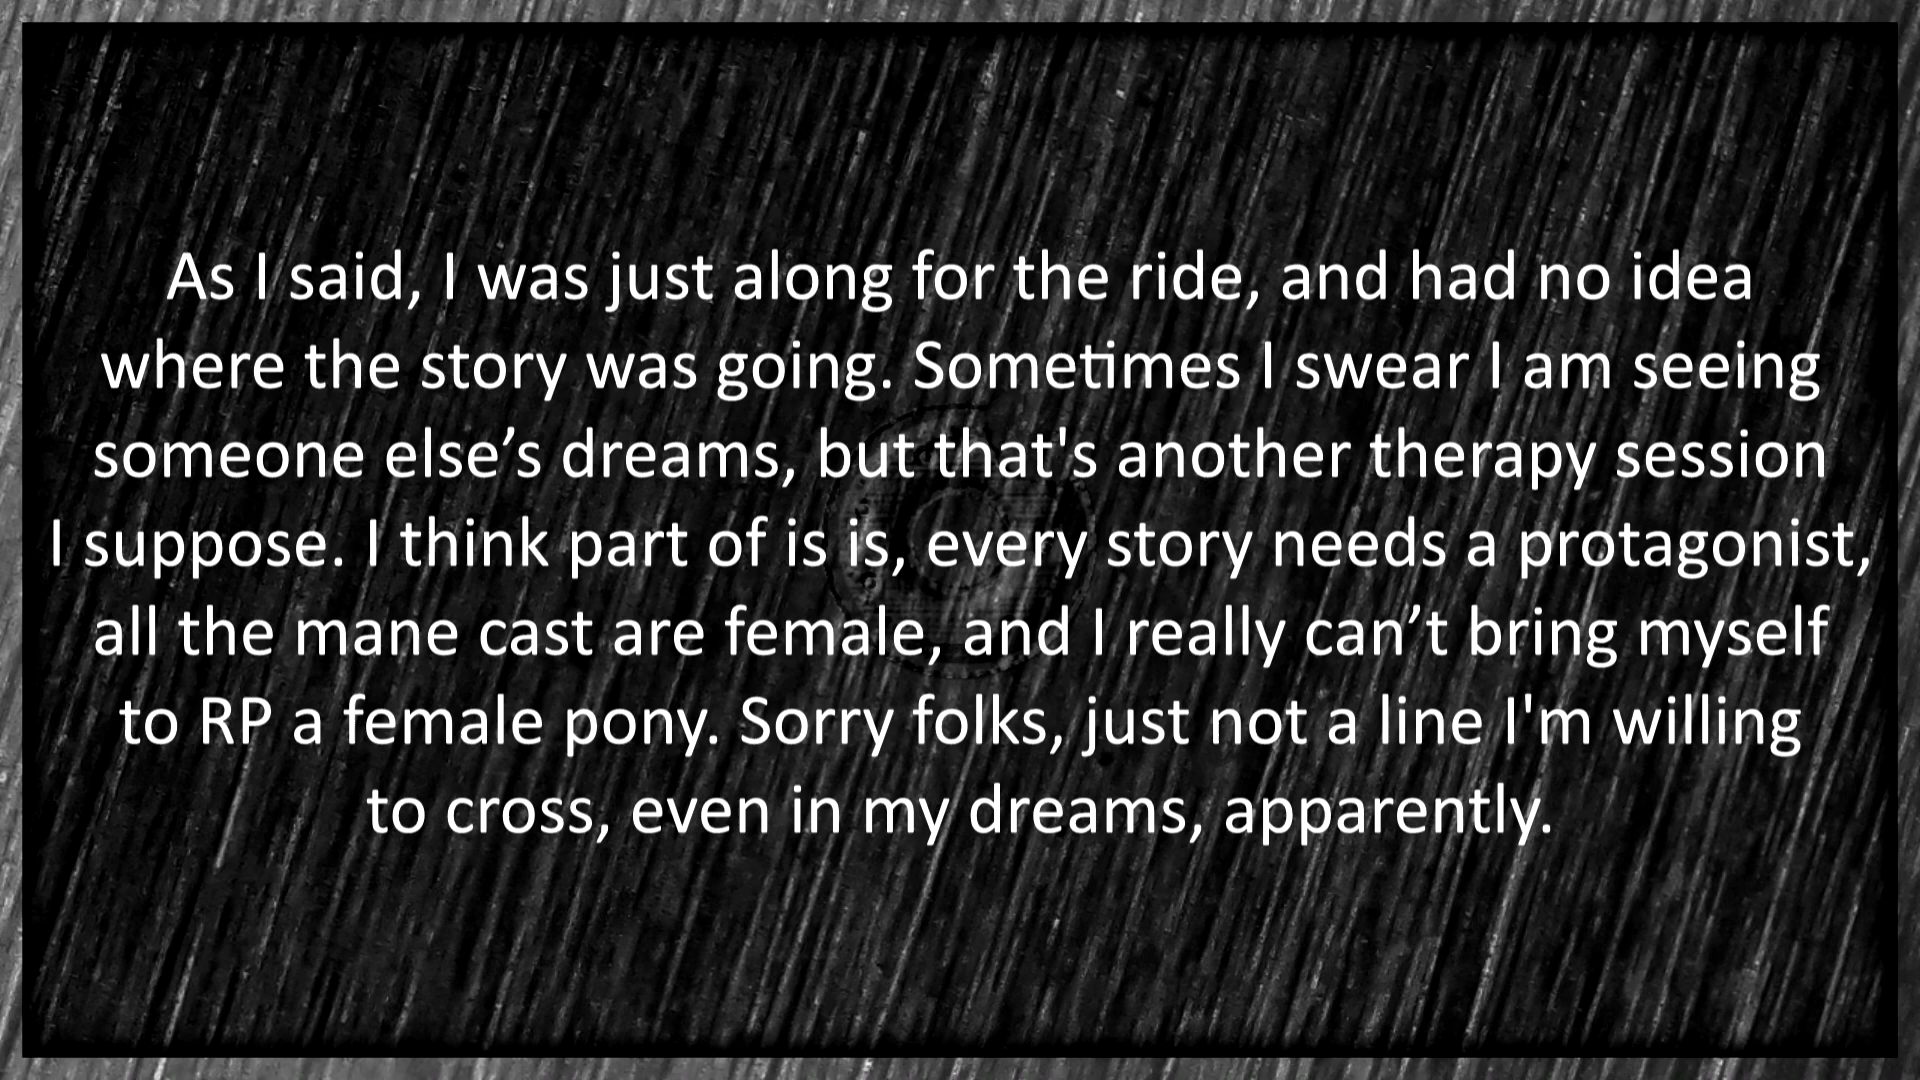 As I said, I was just along for the ride, and had no idea
where the story was going. Sometimes I swear I am seeing
someone else’s dreams, but that's another therapy session
I suppose. I think part of is is, every story needs a protagonist,
all the mane cast are female, and I really can’t bring myself
to RP a female pony. Sorry folks, just not a line I'm willing
to cross, even in my dreams, apparently.